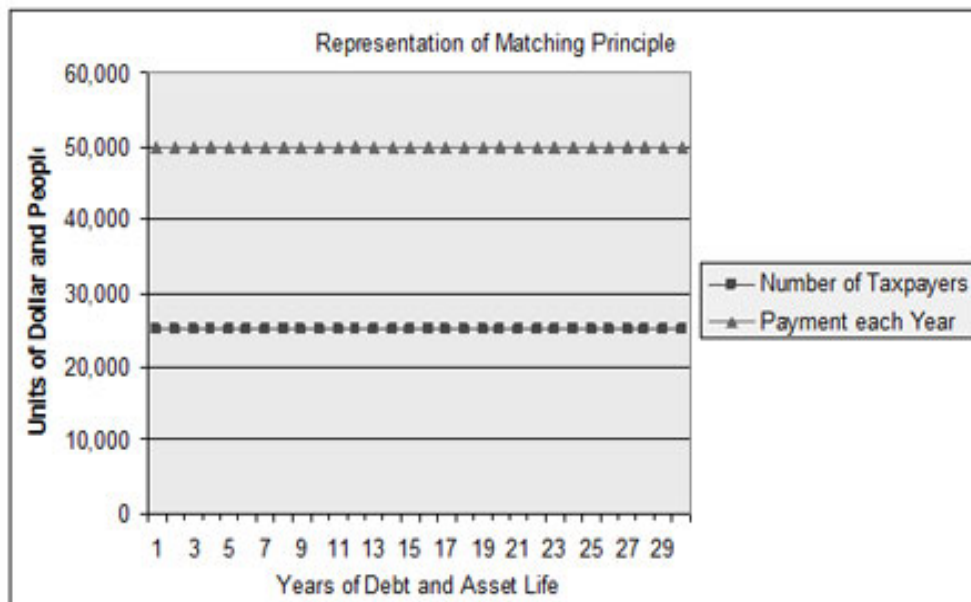 Representation of Matching Principle
60,000
50,000
40,000
30,000
20,000
10,000
0
Units of Dollar and People
1 3 5 7 9 11 13 15 17 19 21 23 25 27 29
Years of Debt and Asset Life
Number of Taxpayers
Payment each Year